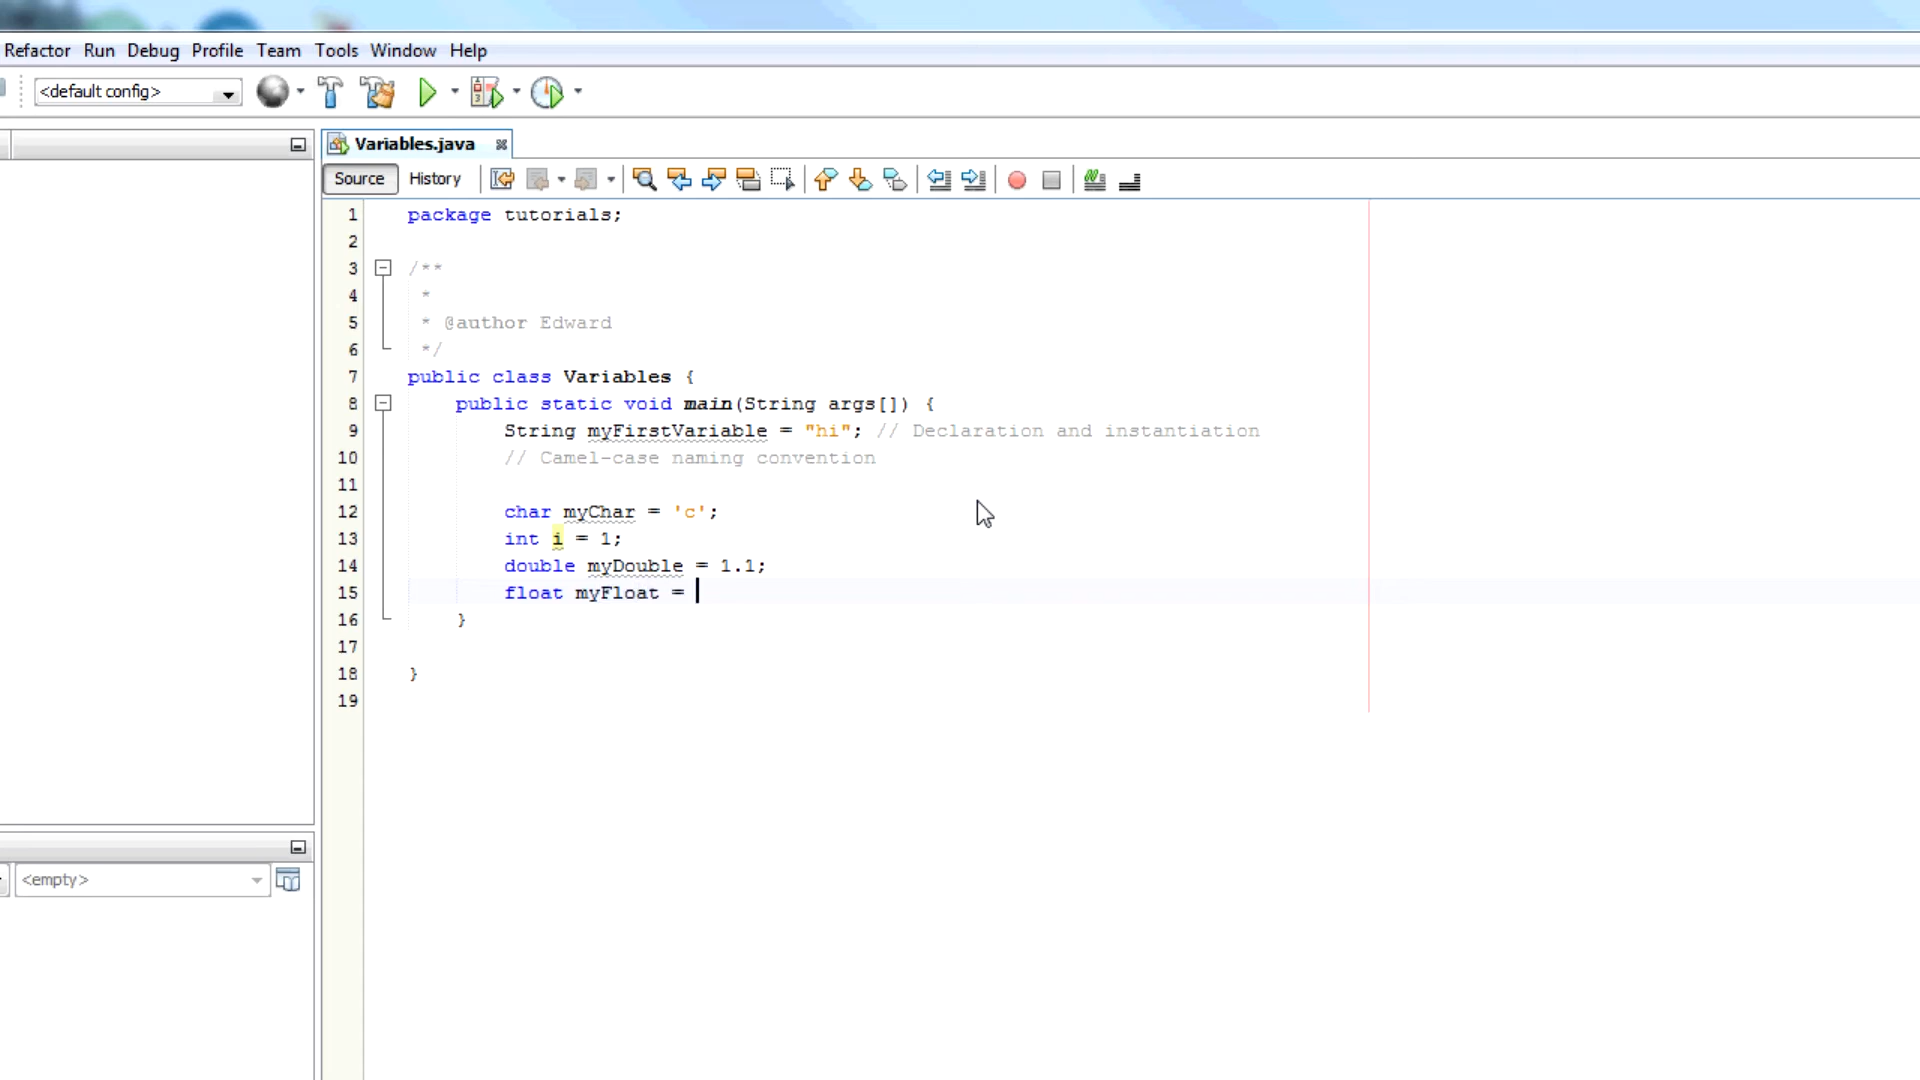 Refactor Run Debug Profile Team Tools Window Help
<default config>
Variables.java
Source History
1 package tutorials;
2
3 /**
4 *
5 * @author Edward
6 */
7 public class Variables {
8 public static void main(String args[]) {
9 String myFirstVariable = "hi"; // Declaration and instantiation
10 // Camel-case naming convention
11
12 char myChar = 'c';
13 int i = 1;
14 double myDouble = 1.1;
15 float myFloat =
16 }
17
18 }
19
<empty>